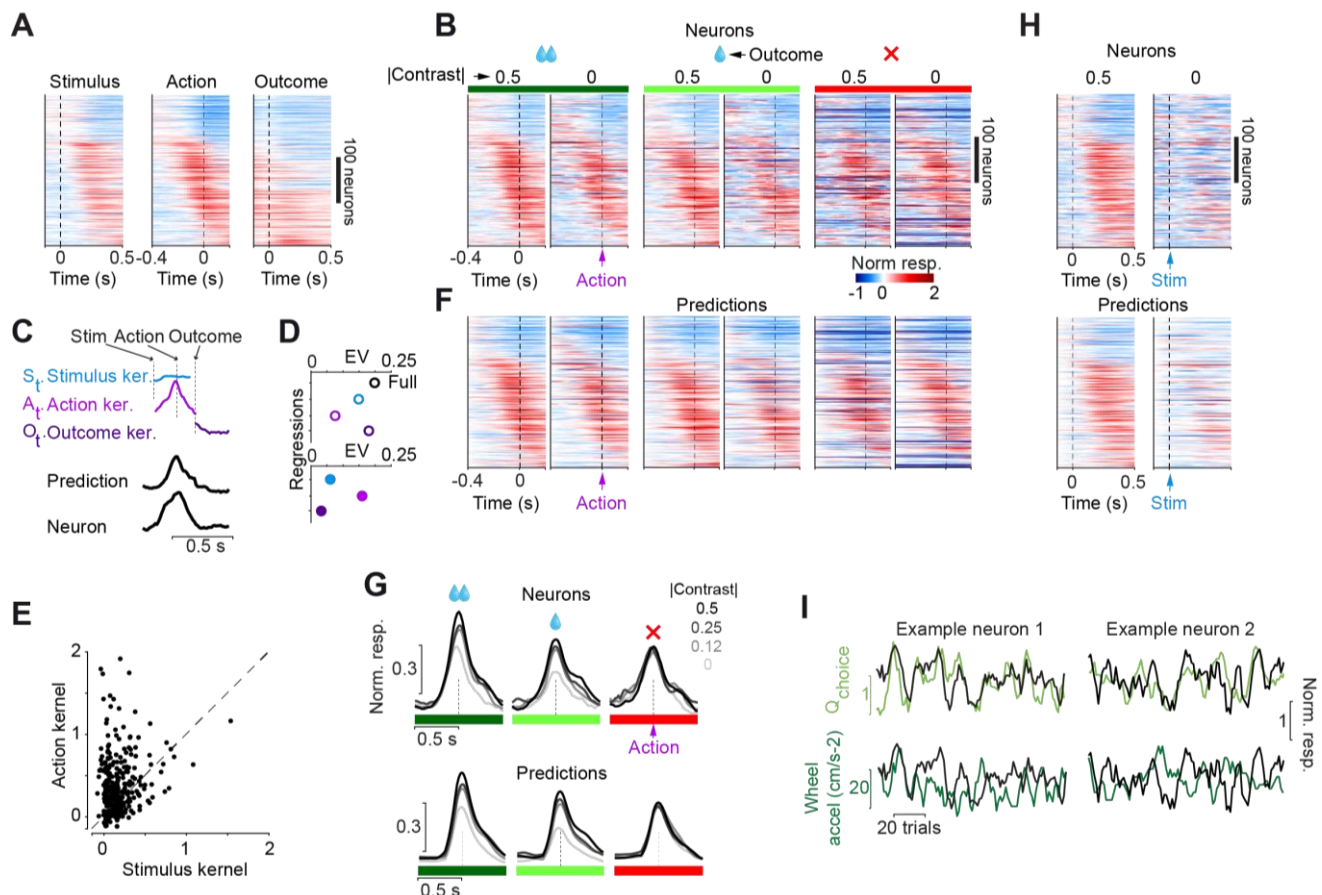 A
Stimulus
Action
Outcome
0
0.5
-0.4
0
0
0.5
Time (s)
Time (s)
Time (s)
100 neurons
B
Neurons
Outcome
|Contrast|
0.5
0
0.5
0
0.5
0
-0.4
0
Time (s)
Action
100 neurons
Norm resp.
-1
0
2
H
Neurons
0.5
0
100 neurons
0
0.5
Time (s)
Stim
Predictions
0
0.5
Time (s)
Stim
C
Stim Action Outcome
St. Stimulus ker.
At. Action ker.
Ot. Outcome ker.
Prediction
Neuron
0.5 s
D
0 EV 0.25
Full
0 EV 0.25
Regressions
F
Predictions
-0.4
0
Time (s)
Action
E
2
1
0
Action kernel
0
1
2
Stimulus kernel
G
Neurons
|Contrast|
0.5
0.25
0.12
0
Norm. resp.
0.3
0.5 s
Action
Predictions
0.3
0.5 s
I
Example neuron 1
Example neuron 2
Qchoice
1
1
Norm. resp.
Wheel
accel (cm/s-2)
20
20 trials